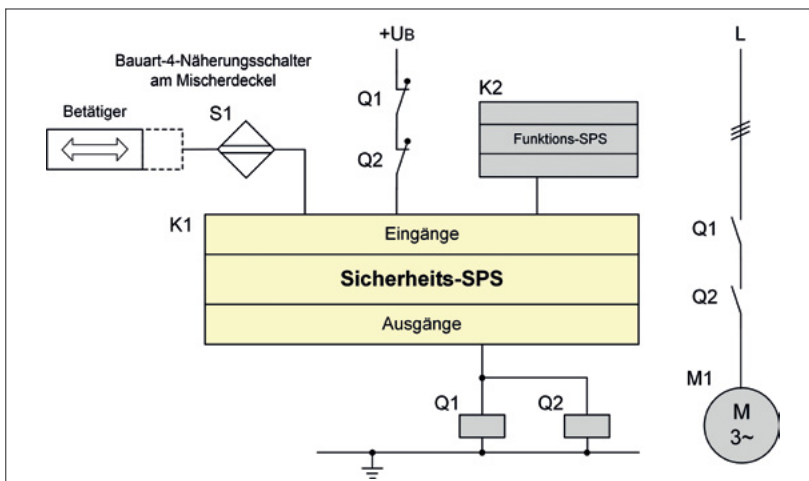 +UB
L
Bauart-4-Näherungsschalter
am Mischerdeckel
Betätiger
S1
Q1
Q2
K2
Funktions-SPS
K1
Eingänge
Sicherheits-SPS
Ausgänge
Q1
Q2
Q1
Q2
M1
M
3~